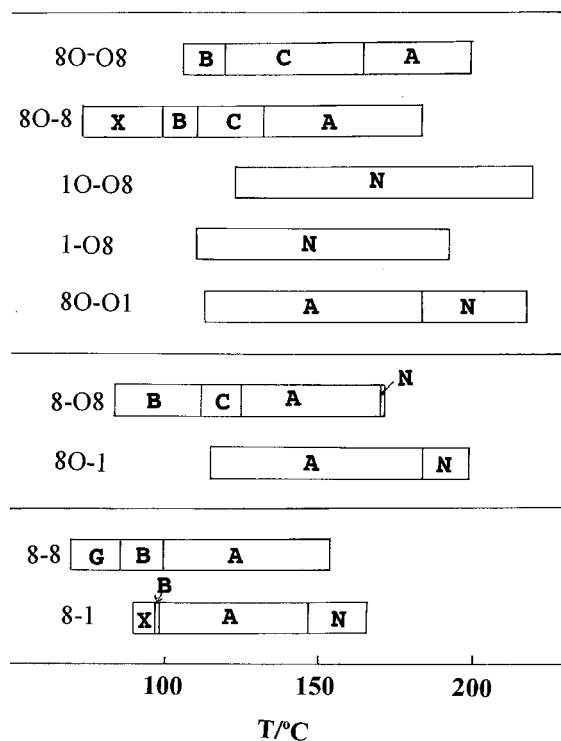 8O-O8 B C A
8O-8 X B C A
1O-O8 N
1-O8 N
8O-O1 A N
N
8-O8 B C A
8O-1 A N
8-8 G B A
B
8-1 X A N
100 150 200
T/°C